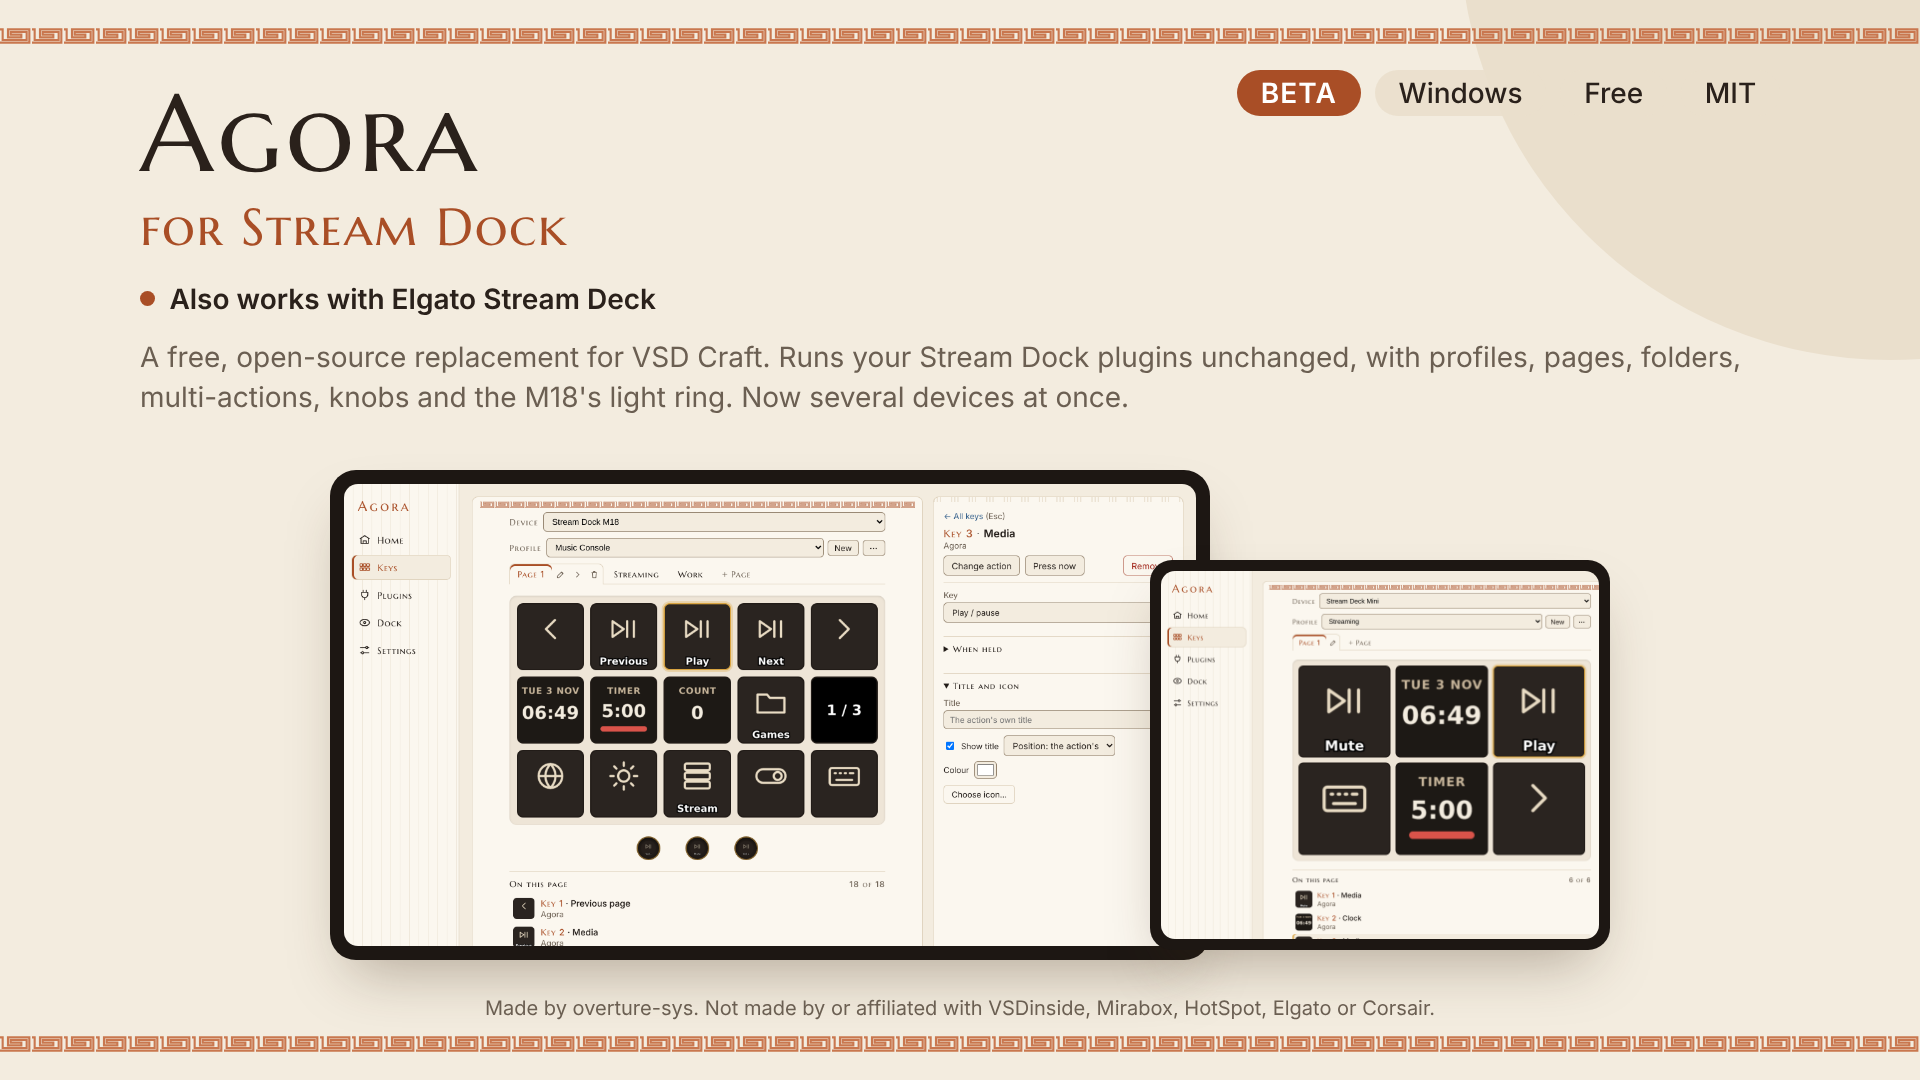 BETA Windows Free MIT
AGORA
FOR STREAM DOCK
Also works with Elgato Stream Deck
A free, open-source replacement for VSD Craft. Runs your Stream Dock plugins unchanged, with profiles, pages, folders,
multi-actions, knobs and the M18's light ring. Now several devices at once.
AGORA
HOME
KEYS
PLUGINS
DOCK
SETTINGS
DEVICE Stream Dock M18
PROFILE Music Console New ...
PAGE 1 STREAMING WORK + PAGE
Previous Play Next
TUE 3 NOV TIMER COUNT
06:49 5:00 0 1 / 3
Games
Stream
ON THIS PAGE 18 OF 18
KEY 1 · Previous page
Agora
KEY 2 · Media
Agora
← All keys (Esc)
KEY 3 · Media
Agora
Change action Press now
Key
Play / pause
WHEN HELD
TITLE AND ICON
Title
The action's own title
Show title Position: the action's
Colour
Choose icon...
AGORA
HOME
KEYS
PLUGINS
DOCK
SETTINGS
DEVICE Stream Deck Mini
PROFILE Streaming New ...
PAGE 1 + PAGE
TUE 3 NOV
06:49
Mute Play
TIMER
5:00
ON THIS PAGE 6 OF 6
KEY 1 · Media
Agora
KEY 2 · Clock
Agora
Made by overture-sys. Not made by or affiliated with VSDinside, Mirabox, HotSpot, Elgato or Corsair.